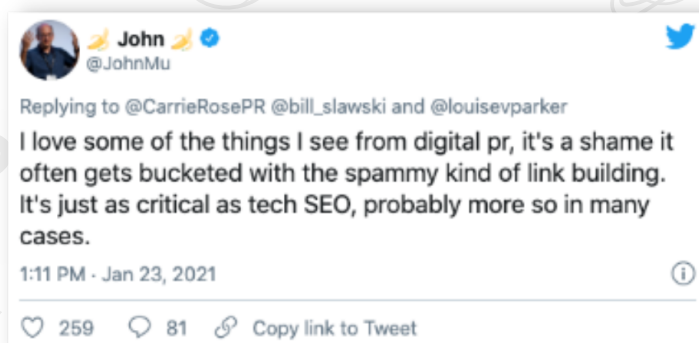 John
@JohnMu
Replying to @CarrieRosePR @bill_slawski and @louisevparker
I love some of the things I see from digital pr, it's a shame it
often gets bucketed with the spammy kind of link building.
It's just as critical as tech SEO, probably more so in many
cases.
1:11 PM · Jan 23, 2021
259 81 Copy link to Tweet